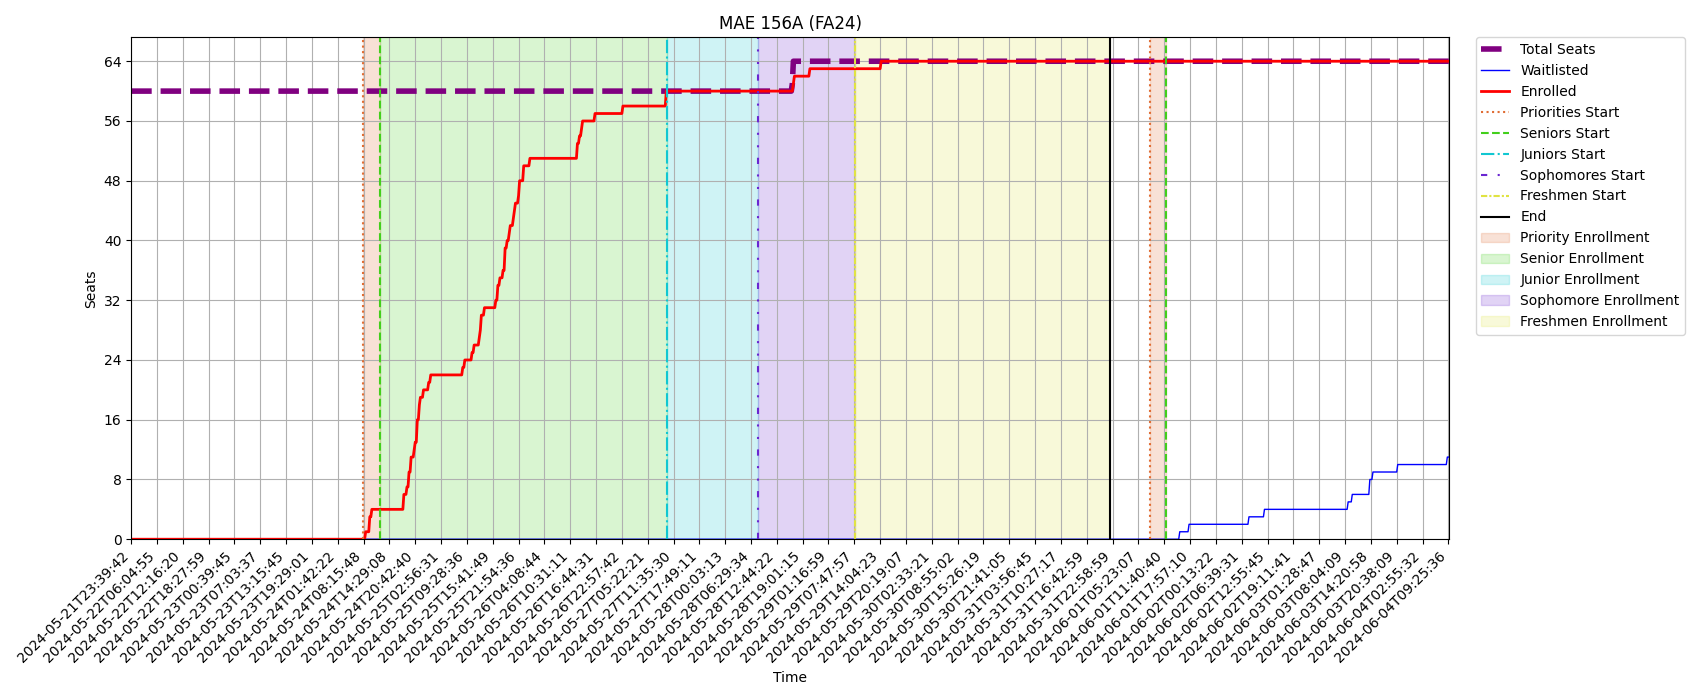 MAE 156A (FA24)
Seats
64
56
48
40
32
24
16
8
0
2024-05-21T23:39:42
2024-05-22T06:04:55
2024-05-22T12:16:20
2024-05-22T18:27:59
2024-05-23T00:39:45
2024-05-23T07:03:37
2024-05-23T13:15:45
2024-05-23T19:29:01
2024-05-24T01:42:22
2024-05-24T08:15:48
2024-05-24T14:29:08
2024-05-24T20:42:40
2024-05-25T02:56:31
2024-05-25T09:28:36
2024-05-25T15:41:49
2024-05-25T21:54:36
2024-05-26T04:08:44
2024-05-26T10:31:11
2024-05-26T16:44:31
2024-05-26T22:57:42
2024-05-27T05:22:21
2024-05-27T11:35:30
2024-05-27T17:49:11
2024-05-28T00:03:13
2024-05-28T06:29:34
2024-05-28T12:44:22
2024-05-28T19:01:15
2024-05-29T01:16:59
2024-05-29T07:47:57
2024-05-29T14:04:23
2024-05-29T20:19:07
2024-05-30T02:33:21
2024-05-30T08:55:02
2024-05-30T15:26:19
2024-05-30T21:41:05
2024-05-31T03:56:45
2024-05-31T10:27:17
2024-05-31T16:42:59
2024-05-31T22:58:59
2024-06-01T05:23:07
2024-06-01T11:40:40
2024-06-01T17:57:10
2024-06-02T00:13:22
2024-06-02T06:39:31
2024-06-02T12:55:45
2024-06-02T19:11:41
2024-06-03T01:28:47
2024-06-03T08:04:09
2024-06-03T14:20:58
2024-06-03T20:38:09
2024-06-04T02:55:32
2024-06-04T09:25:36
Time
Total Seats
Waitlisted
Enrolled
Priorities Start
Seniors Start
Juniors Start
Sophomores Start
Freshmen Start
End
Priority Enrollment
Senior Enrollment
Junior Enrollment
Sophomore Enrollment
Freshmen Enrollment